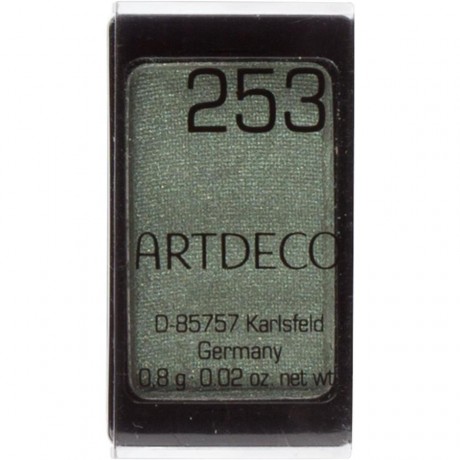 253
ARTDECO
D-85757 Karlsfeld
Germany
0,8 g 0.02 oz. net wt